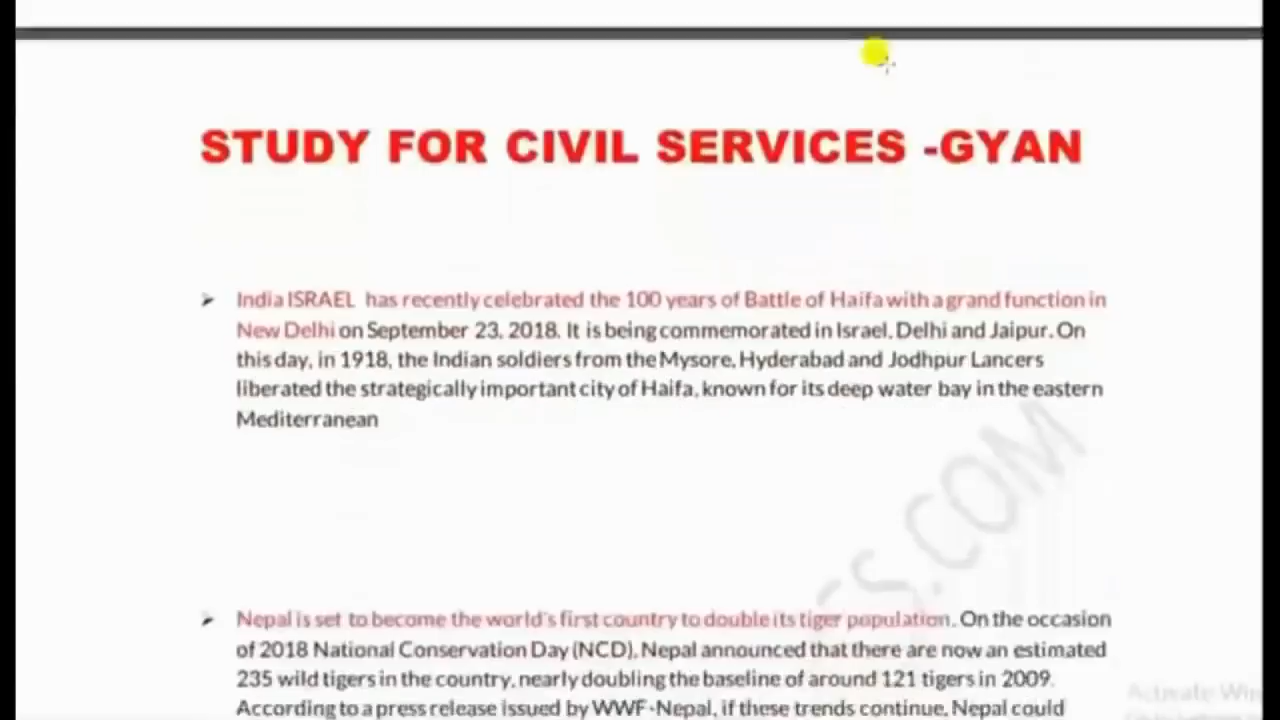 STUDY FOR CIVIL SERVICES -GYAN
➢ India ISRAEL has recently celebrated the 100 years of Battle of Haifa with a grand function in
New Delhi on September 23, 2018. It is being commemorated in Israel, Delhi and Jaipur. On
this day, in 1918, the Indian soldiers from the Mysore, Hyderabad and Jodhpur Lancers
liberated the strategically important city of Haifa, known for its deep water bay in the eastern
Mediterranean
ES.COM
➢ Nepal is set to become the world's first country to double its tiger population. On the occasion
of 2018 National Conservation Day (NCD), Nepal announced that there are now an estimated
235 wild tigers in the country, nearly doubling the baseline of around 121 tigers in 2009.
Activate Win
According to a press release issued by WWF-Nepal, if these trends continue, Nepal could